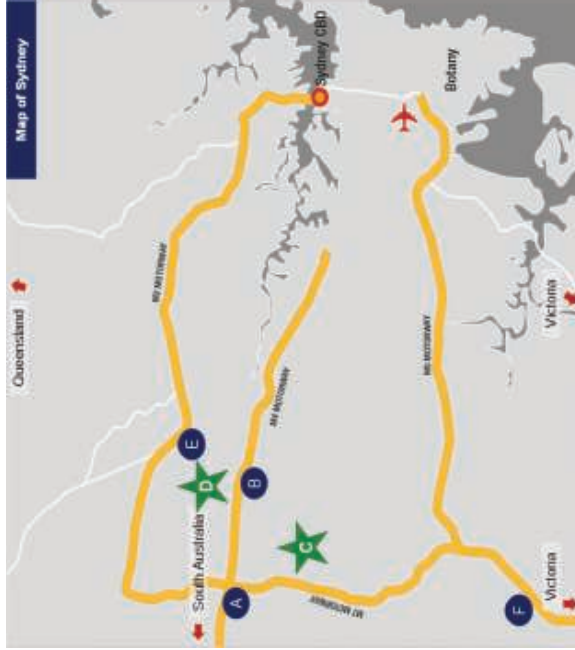 Map of Sydney
Queensland
M2 MOTORWAY
Sydney CBD
Botany
M4 MOTORWAY
M5 MOTORWAY
Victoria
E
D
B
South Australia
C
A
M7 MOTORWAY
F
Victoria